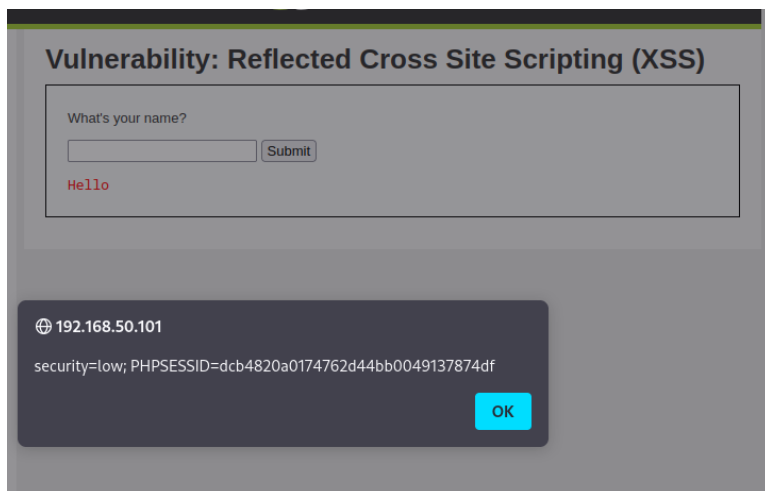 Vulnerability: Reflected Cross Site Scripting (XSS)
What's your name?
Submit
Hello
192.168.50.101
security=low; PHPSESSID=dcb4820a0174762d44bb0049137874df
OK